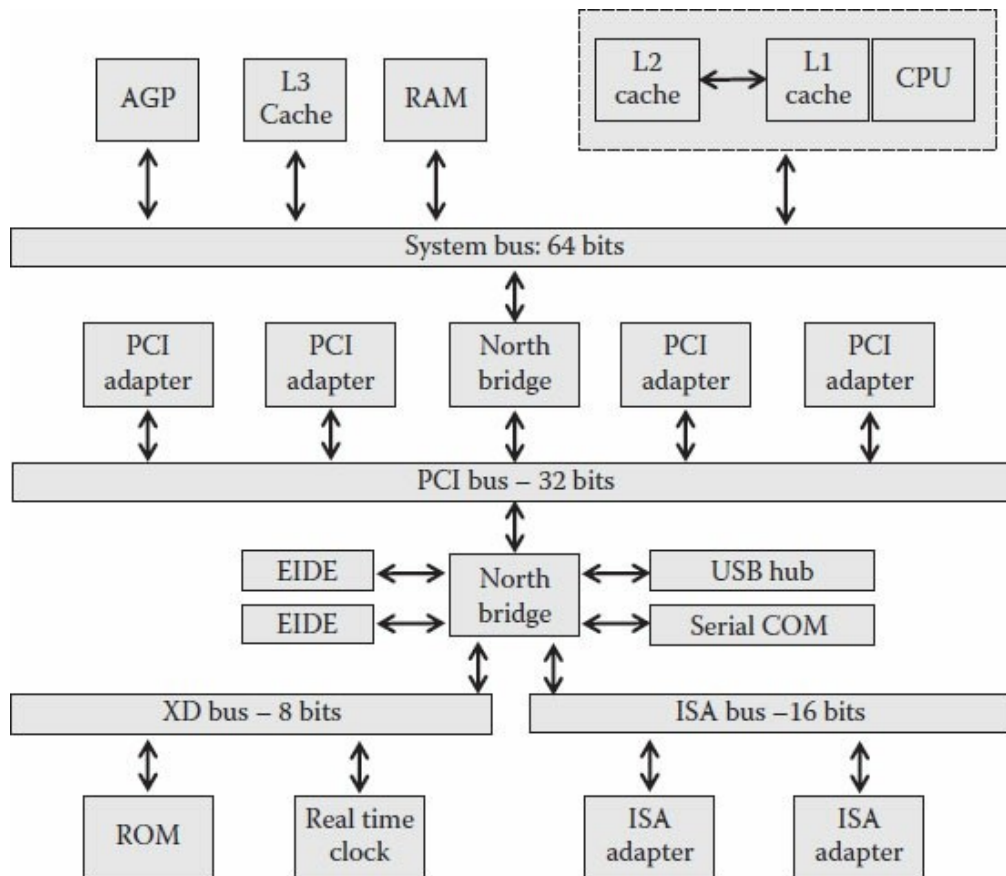 AGP
L3
Cache
RAM
L2
cache
L1
cache
CPU
System bus: 64 bits
PCI
adapter
PCI
adapter
North
bridge
PCI
adapter
PCI
adapter
PCI bus – 32 bits
EIDE
North
bridge
USB hub
EIDE
Serial COM
XD bus – 8 bits
ISA bus –16 bits
ROM
Real time
clock
ISA
adapter
ISA
adapter